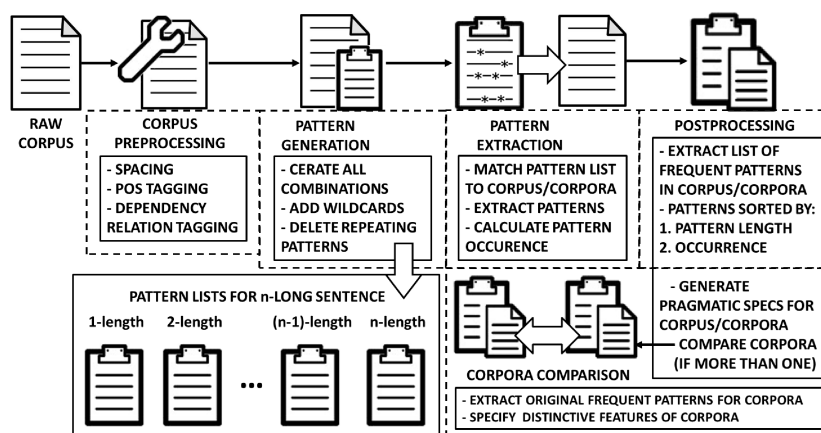 RAW
CORPUS
CORPUS
PREPROCESSING
- SPACING
- POS TAGGING
- DEPENDENCY
RELATION TAGGING
PATTERN
GENERATION
- CERATE ALL
COMBINATIONS
- ADD WILDCARDS
- DELETE REPEATING
PATTERNS
PATTERN
EXTRACTION
- MATCH PATTERN LIST
TO CORPUS/CORPORA
- EXTRACT PATTERNS
- CALCULATE PATTERN
OCCURENCE
POSTPROCESSING
- EXTRACT LIST OF
FREQUENT PATTERNS
IN CORPUS/CORPORA
- PATTERNS SORTED BY:
1. PATTERN LENGTH
2. OCCURRENCE
- GENERATE
PRAGMATIC SPECS FOR
CORPUS/CORPORA
COMPARE CORPORA
(IF MORE THAN ONE)
PATTERN LISTS FOR n-LONG SENTENCE
1-length 2-length (n-1)-length n-length
...
CORPORA COMPARISON
- EXTRACT ORIGINAL FREQUENT PATTERNS FOR CORPORA
- SPECIFY DISTINCTIVE FEATURES OF CORPORA